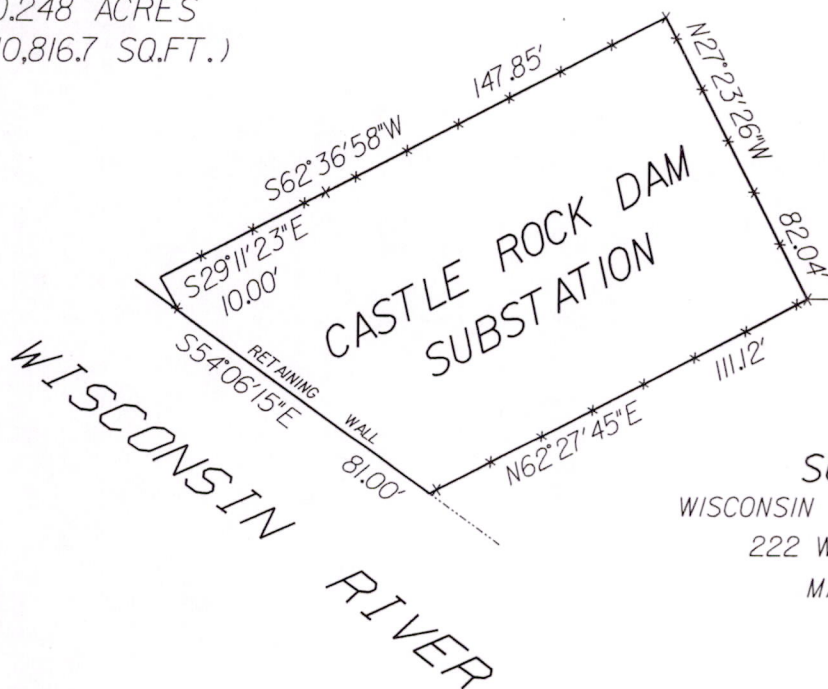 0.248 ACRES
10,816.7 SQ.FT.)
147.85'
S62°36'58"W
N27°23'26"W
82.04'
S29°11'23"E
10.00'
CASTLE ROCK DAM
SUBSTATION
RETAINING WALL
S54°06'15"E
81.00'
111.12'
N62°27'45"E
WISCONSIN RIVER
WISCONSIN
222 W